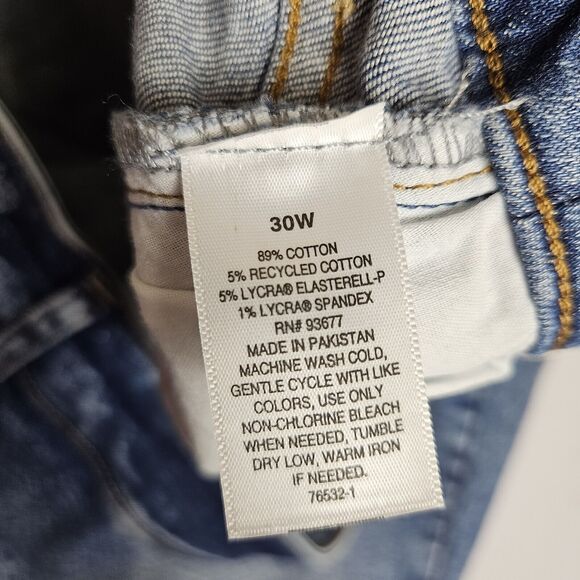 30W
89% COTTON
5% RECYCLED COTTON
5% LYCRA® ELASTERELL-P
1% LYCRA® SPANDEX
RN# 93677
MADE IN PAKISTAN
MACHINE WASH COLD,
GENTLE CYCLE WITH LIKE
COLORS, USE ONLY
NON-CHLORINE BLEACH
WHEN NEEDED, TUMBLE
DRY LOW, WARM IRON
IF NEEDED.
76532-1